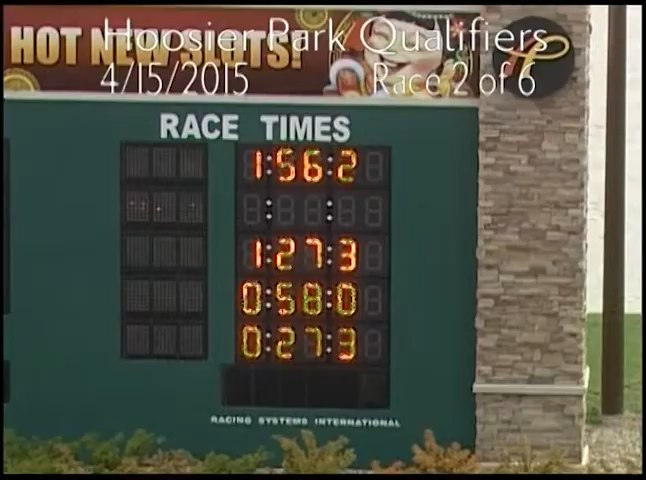 HOT NEW SLOTS!
Hoosier Park Qualifiers
4/15/2015 Race 2 of 6
RACE TIMES
1:56:2
1:27:3
0:58:0
0:27:3
RACING SYSTEMS INTERNATIONAL